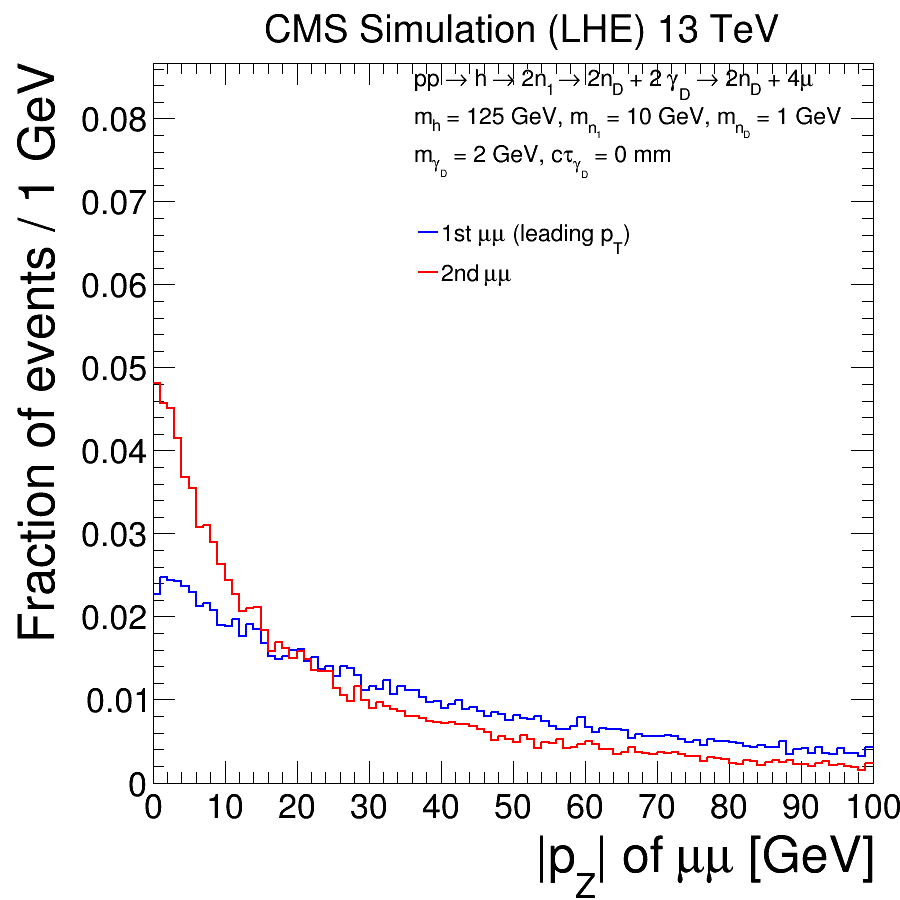 CMS Simulation (LHE) 13 TeV
pp → h → 2n₁ → 2n_D + 2 γ_D → 2n_D + 4μ
m_h = 125 GeV, m_n₁ = 10 GeV, m_n_D = 1 GeV
m_γ_D = 2 GeV, cτ_γ_D = 0 mm
1st μμ (leading p_T)
2nd μμ
Fraction of events / 1 GeV
0.08
0.07
0.06
0.05
0.04
0.03
0.02
0.01
0
0 10 20 30 40 50 60 70 80 90 100
|p_Z| of μμ [GeV]